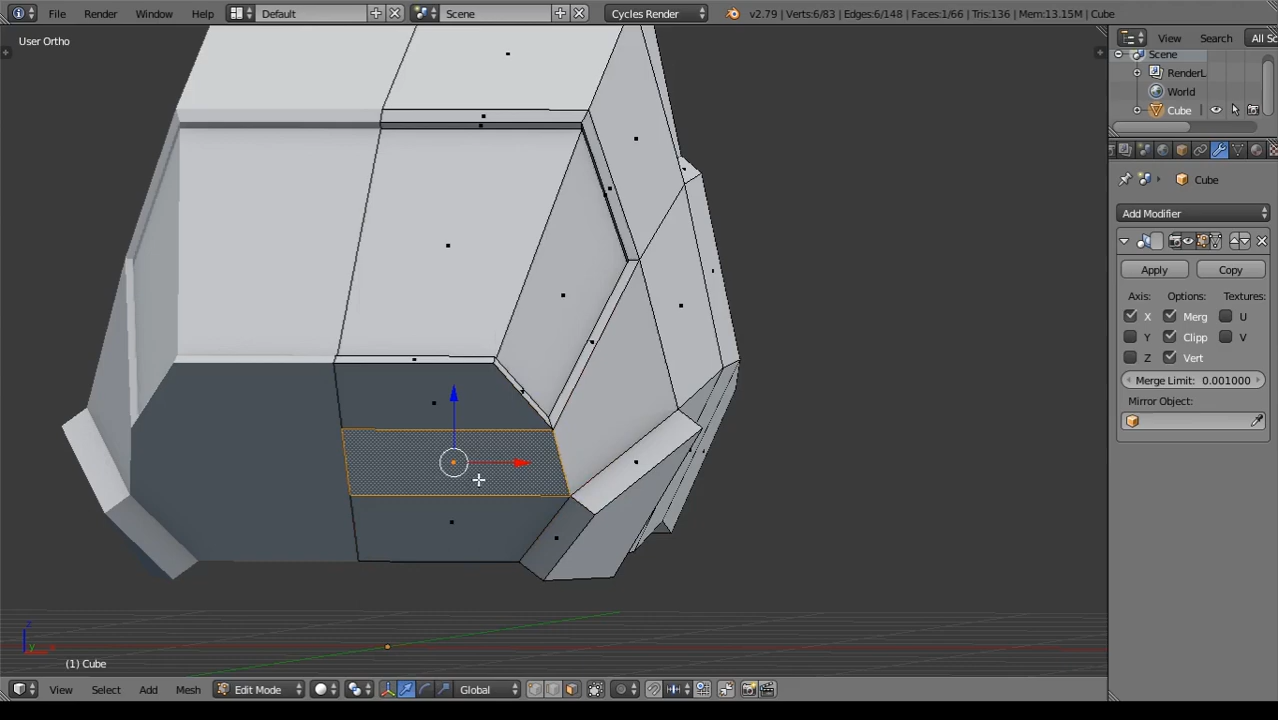 File Render Window Help Default Scene Cycles Render v2.79 | Verts:6/83 | Edges:6/148 | Faces:1/66 | Tris:136 | Mem:13.15M | Cube
User Ortho
View Search All Sc
Scene
RenderL
World
Cube
Cube
Add Modifier
Apply Copy
Axis: Options: Textures:
X Merg U
Y Clipp V
Z Vert
Merge Limit: 0.001000
Mirror Object:
z
y x
(1) Cube
View Select Add Mesh Edit Mode Global